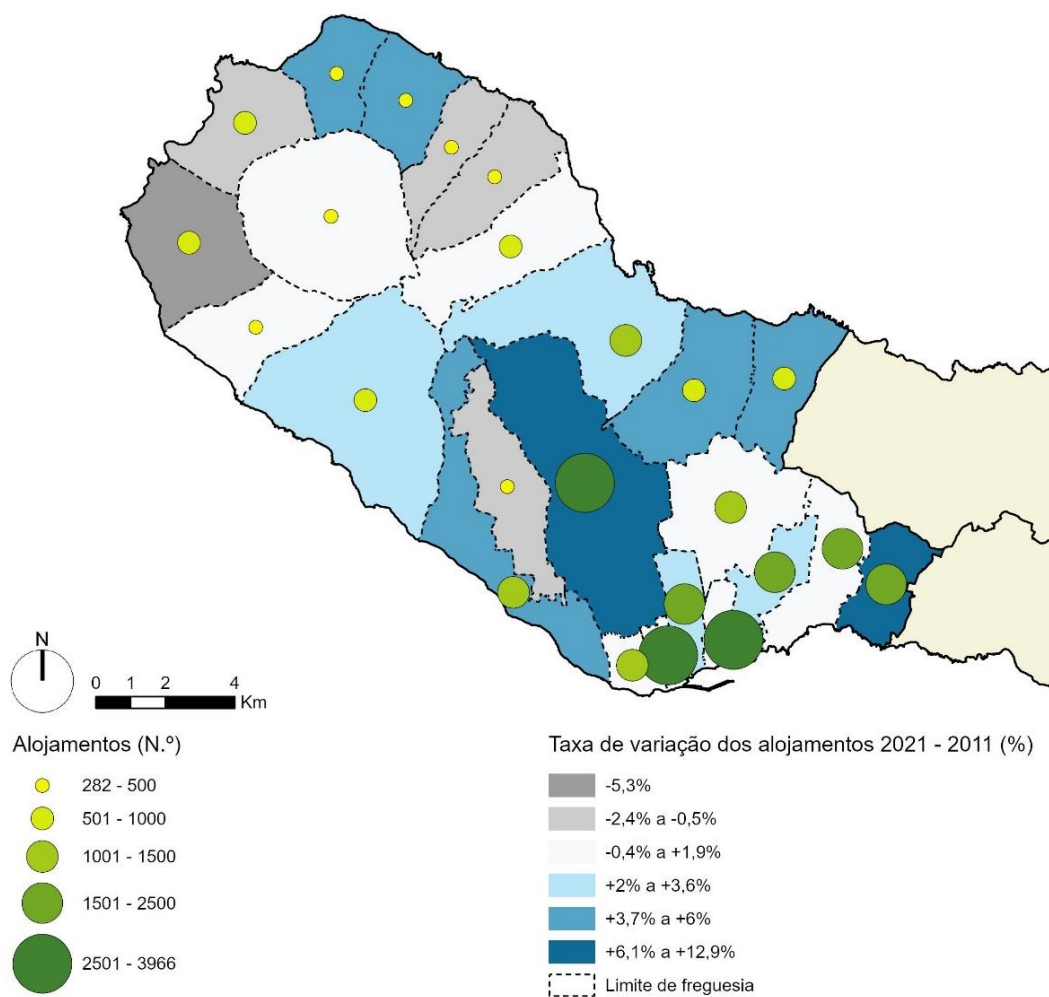 N
0 1 2 4
Km
Alojamentos (N.º)
282 - 500
501 - 1000
1001 - 1500
1501 - 2500
2501 - 3966
Taxa de variação dos alojamentos 2021 - 2011 (%)
-5,3%
-2,4% a -0,5%
-0,4% a +1,9%
+2% a +3,6%
+3,7% a +6%
+6,1% a +12,9%
Limite de freguesia